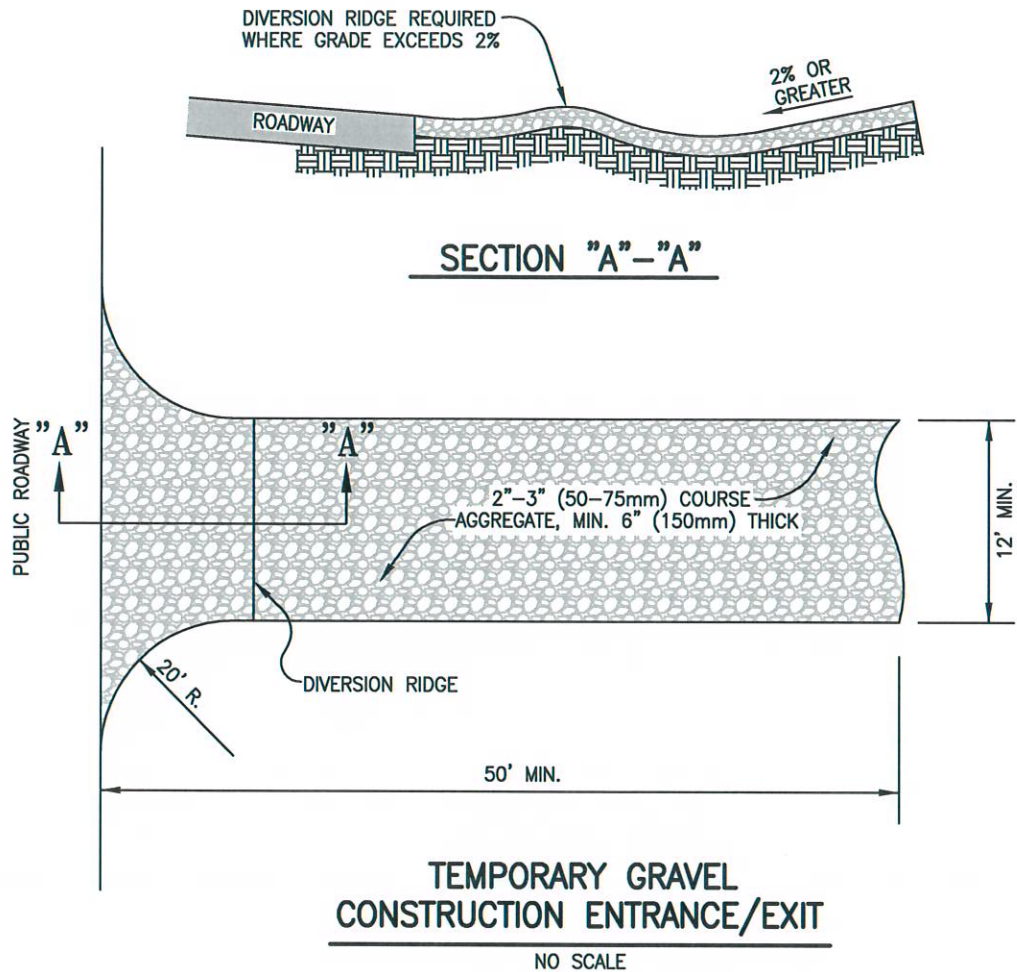 DIVERSION RIDGE REQUIRED
WHERE GRADE EXCEEDS 2%
2% OR
GREATER
ROADWAY
SECTION "A"-"A"
PUBLIC ROADWAY
"A"
"A"
2"-3" (50-75mm) COURSE
AGGREGATE, MIN. 6" (150mm) THICK
12' MIN.
20' R.
DIVERSION RIDGE
50' MIN.
TEMPORARY GRAVEL
CONSTRUCTION ENTRANCE/EXIT
NO SCALE